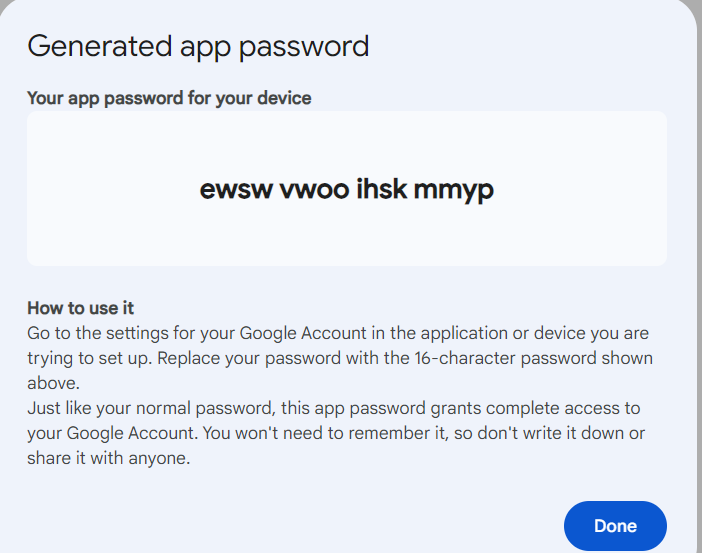 Generated app password
Your app password for your device
ewsw vwoo ihsk mmyp
How to use it
Go to the settings for your Google Account in the application or device you are
trying to set up. Replace your password with the 16-character password shown
above.
Just like your normal password, this app password grants complete access to
your Google Account. You won't need to remember it, so don't write it down or
share it with anyone.
Done